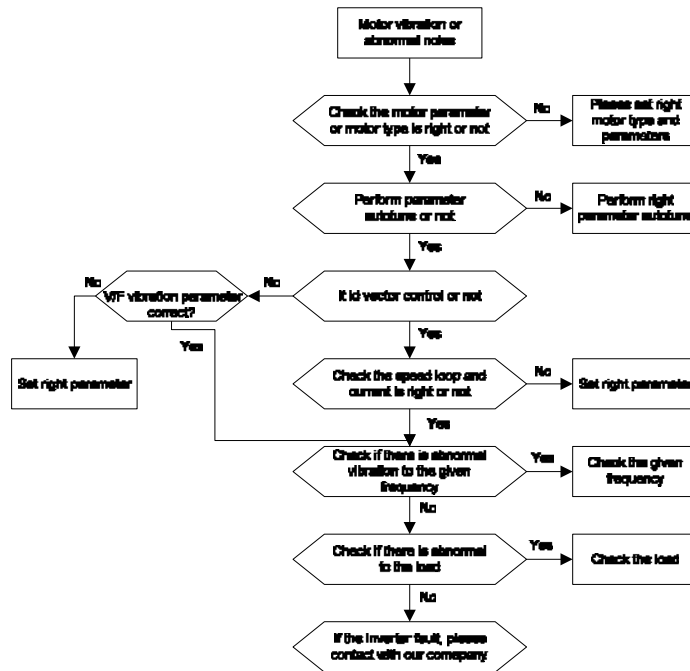 Motor vibration or
abnormal noies
Check the motor parameter
or motor type is right or not
No
Please set right
motor type and
parameters
Yes
Perform parameter
autotune or not
No
Perform right
parameter autotune
Yes
No
V/F vibration parameter
correct?
No
It id vector control or not
Yes
Yes
Set right parameter
Check the speed loop and
current is right or not
No
Set right parameter
Yes
Check if there is abnormal
vibration to the given
frequency
Yes
Check the given
frequency
No
Check if there is abnormal
to the load
Yes
Check the load
No
If the inverter fault, please
contact with our comepany